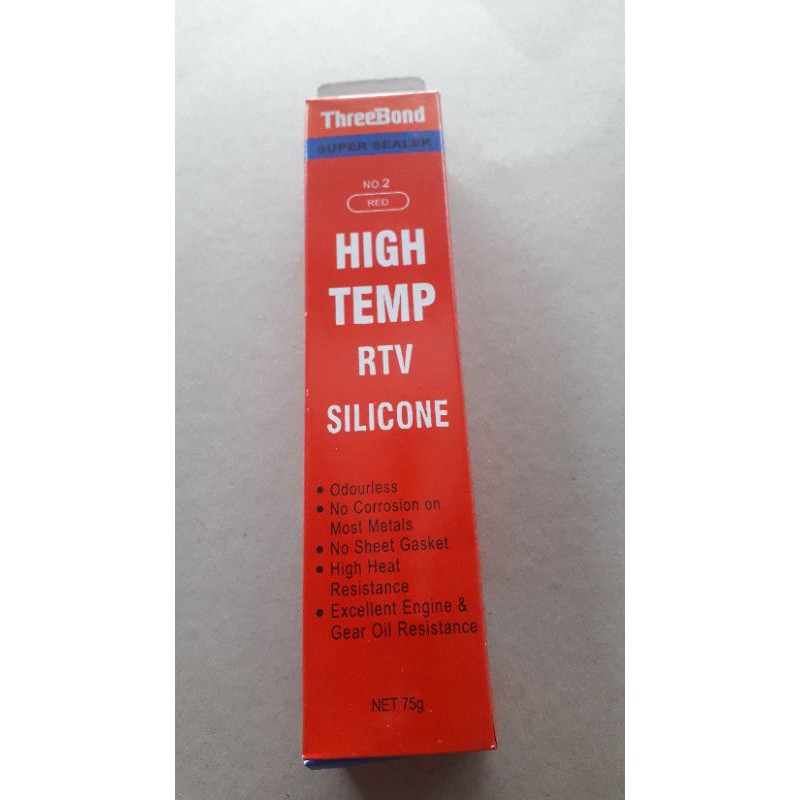 ThreeBond
SUPER SEALER
NO.2
RED
HIGH
TEMP
RTV
SILICONE
• Odourless
• No Corrosion on
Most Metals
• No Sheet Gasket
• High Heat
Resistance
• Excellent Engine &
Gear Oil Resistance
NET 75g